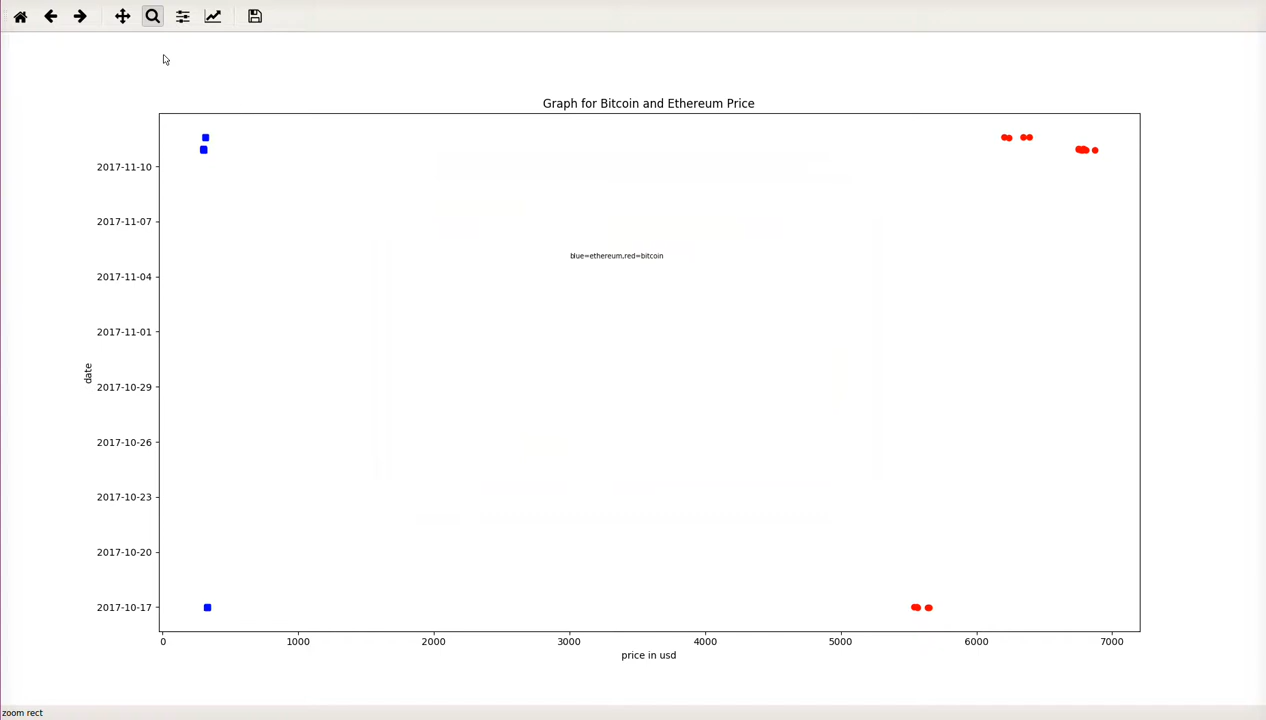 Graph for Bitcoin and Ethereum Price
2017-11-10
2017-11-07
blue=ethereum,red=bitcoin
2017-11-04
2017-11-01
date
2017-10-29
2017-10-26
2017-10-23
2017-10-20
2017-10-17
0 1000 2000 3000 4000 5000 6000 7000
price in usd
zoom rect